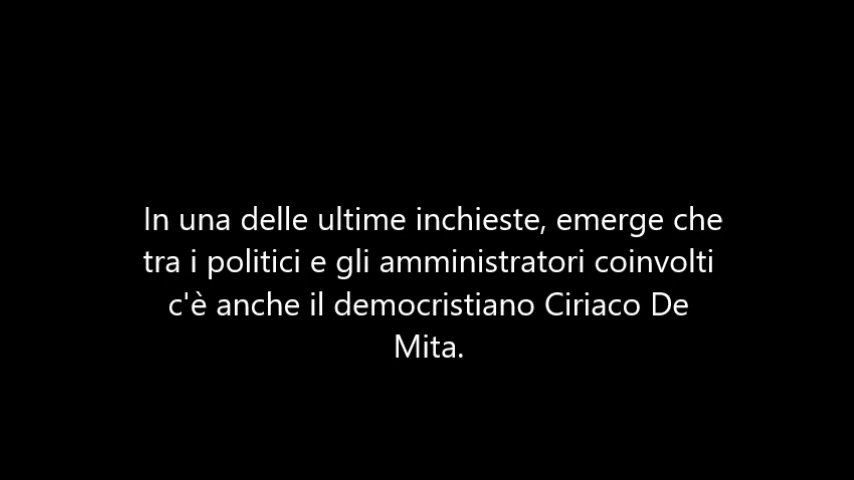 In una delle ultime inchieste, emerge che
tra i politici e gli amministratori coinvolti
c'è anche il democristiano Ciriaco De
Mita.